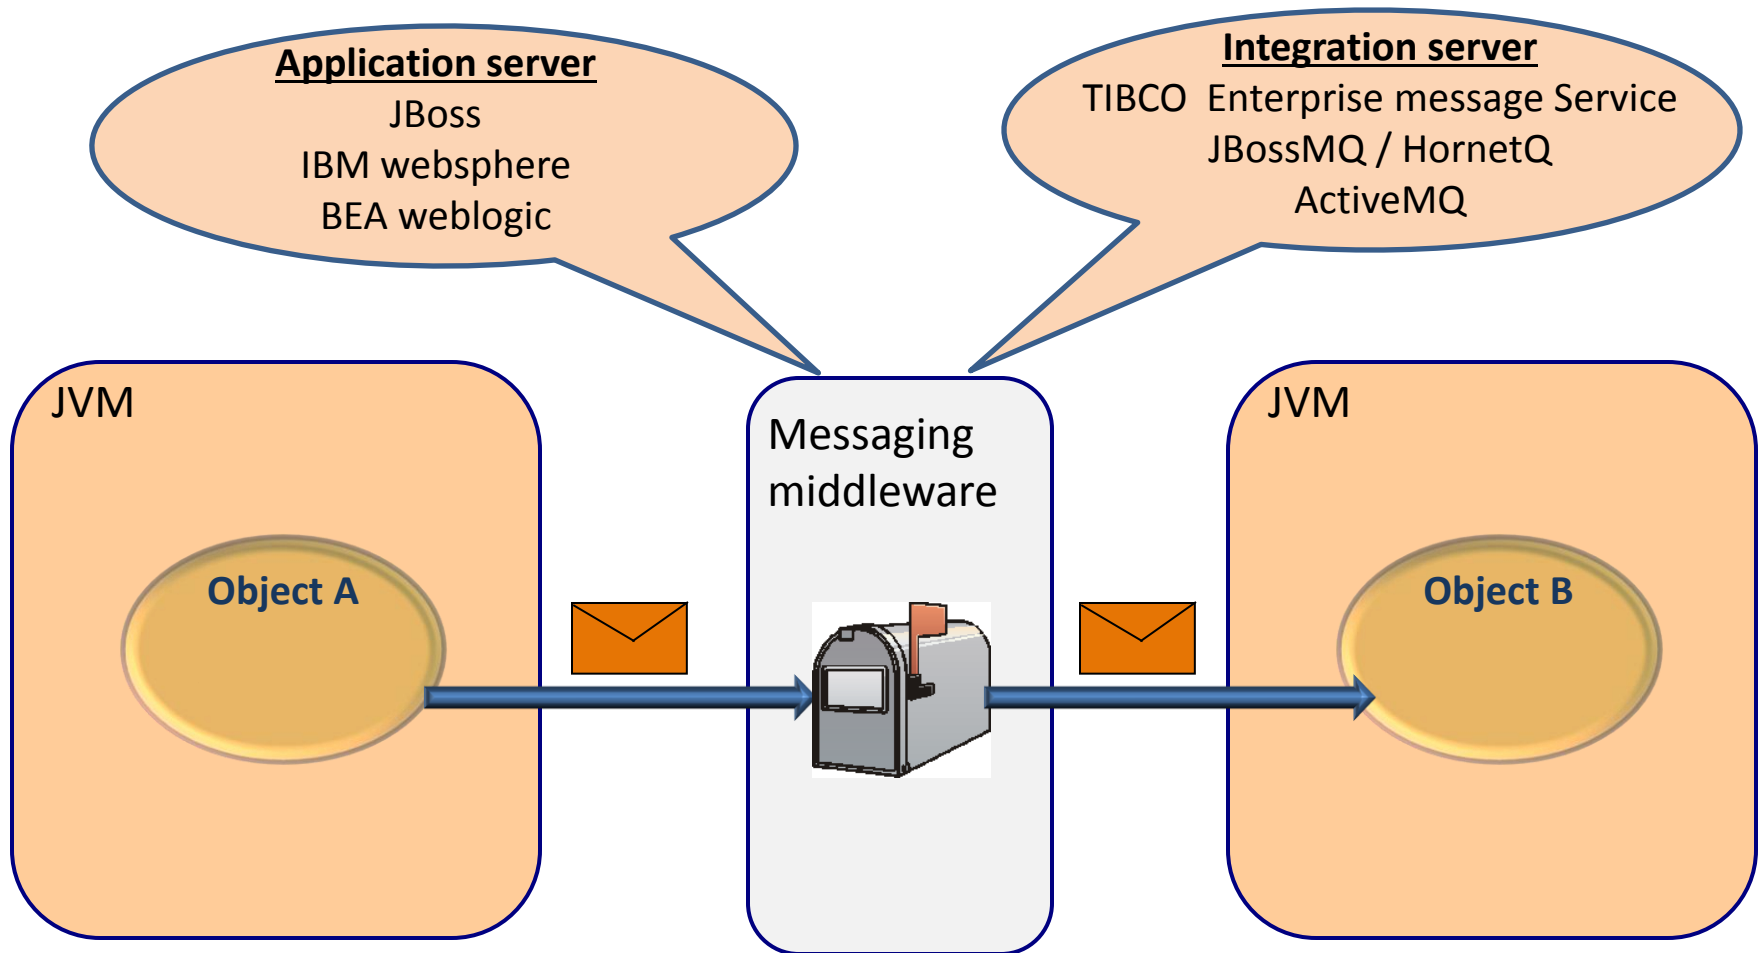 Application server
JBoss
IBM websphere
BEA weblogic
Integration server
TIBCO  Enterprise message Service
JBossMQ / HornetQ
ActiveMQ
JVM
Object A
Messaging
middleware
JVM
Object B